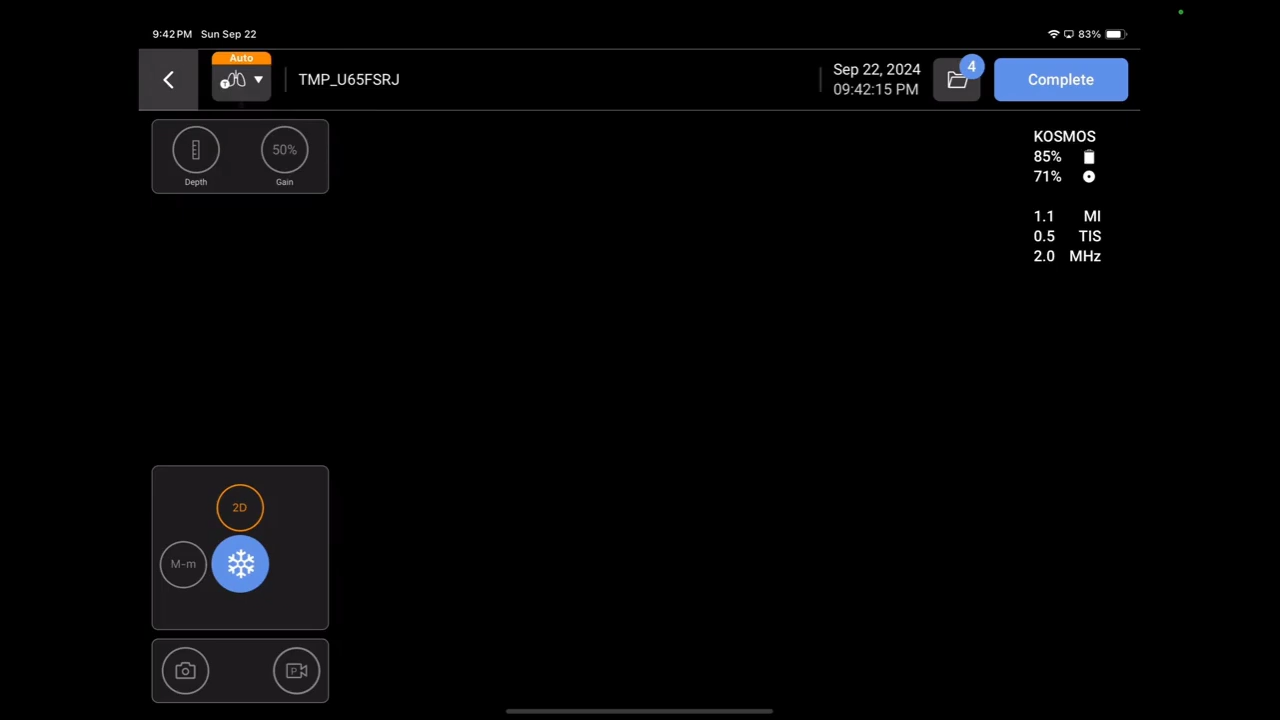 9:42 PM Sun Sep 22
83%
Auto
TMP_U65FSRJ
Sep 22, 2024
09:42:15 PM
4
Complete
50%
Depth
Gain
KOSMOS
85%
71%
1.1 MI
0.5 TIS
2.0 MHz
2D
M-m
P